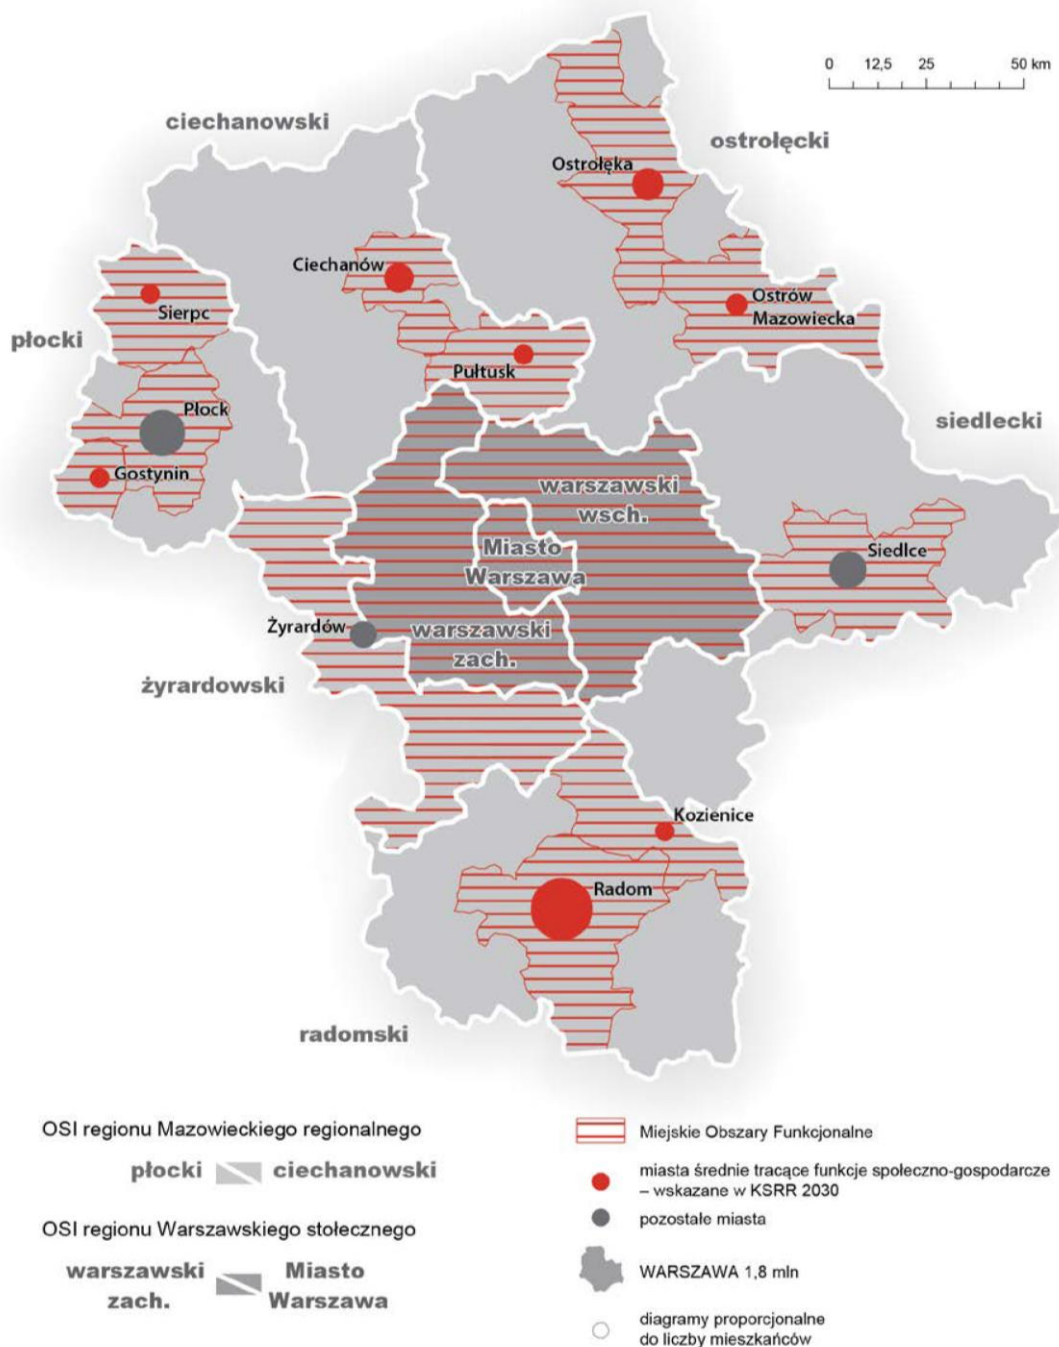 0 12,5 25 50 km
ciechanowski
ostrołęcki
Ostrołęka
Ciechanów
Sierpc
Ostrów
Mazowiecka
płocki
Pułtusk
Płock
siedlecki
Gostynin
warszawski
wsch.
Miasto
Warszawa
Siedlce
Żyrardów
warszawski
zach.
żyrardowski
Kozienice
Radom
radomski
OSI regionu Mazowieckiego regionalnego
płocki ciechanowski
OSI regionu Warszawskiego stołecznego
warszawski
zach.
Miasto
Warszawa
Miejskie Obszary Funkcjonalne
miasta średnie tracące funkcje społeczno-gospodarcze
– wskazane w KSRR 2030
pozostałe miasta
WARSZAWA 1,8 mln
diagramy proporcjonalne
do liczby mieszkańców